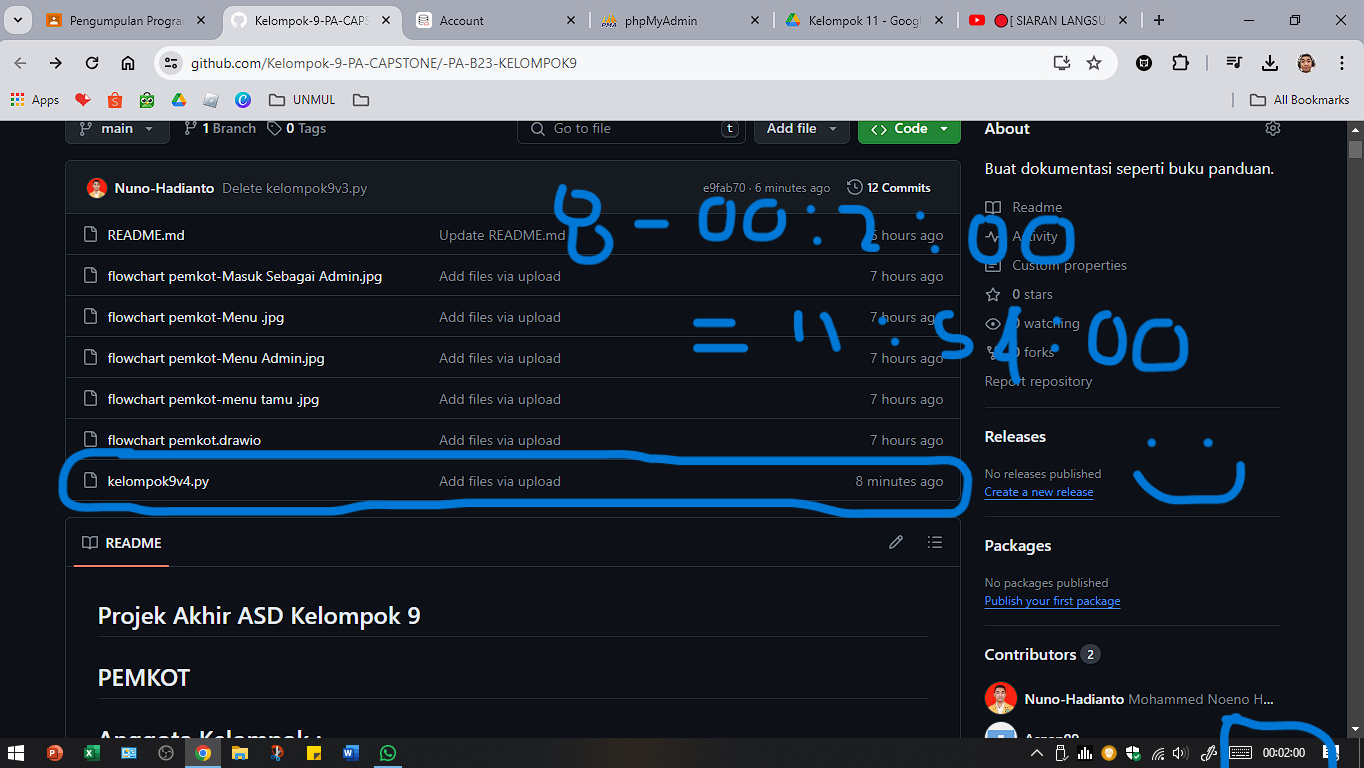 Pengumpulan Progra
Kelompok-9-PA-CAPS
Account
phpMyAdmin
Kelompok 11 - Googl
[ SIARAN LANGSU
github.com/Kelompok-9-PA-CAPSTONE/-PA-B23-KELOMPOK9
Apps
UNMUL
All Bookmarks
main
1 Branch
0 Tags
Go to file
t
Add file
Code
About
Nuno-Hadianto Delete kelompok9v3.py
e9fab70 · 6 minutes ago
12 Commits
Buat dokumentasi seperti buku panduan.
README.md
Update README.md
6 hours ago
8 - 00:2:00
Readme
Activity
flowchart pemkot-Masuk Sebagai Admin.jpg
Add files via upload
7 hours ago
Custom properties
0 stars
flowchart pemkot-Menu .jpg
Add files via upload
7 hours ago
0 watching
= 11:54:00
flowchart pemkot-Menu Admin.jpg
Add files via upload
7 hours ago
0 forks
Report repository
flowchart pemkot-menu tamu .jpg
Add files via upload
7 hours ago
flowchart pemkot.drawio
Add files via upload
7 hours ago
Releases
No releases published
Create a new release
kelompok9v4.py
Add files via upload
8 minutes ago
README
Packages
No packages published
Publish your first package
Projek Akhir ASD Kelompok 9
PEMKOT
Contributors 2
Nuno-Hadianto Mohammed Noeno H...
Anggota Kelompok :
00:02:00